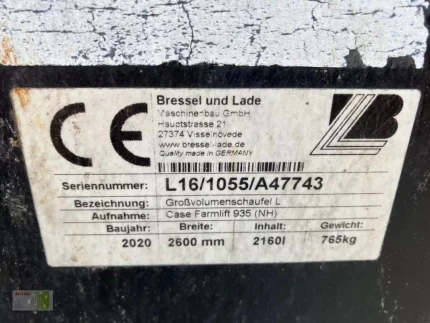 CE
Bressel und Lade
Maschinenbau GmbH
Hauptstrasse 21
27374 Visselhövede
www.bressel-lade.de
Quality made in GERMANY
LB
Seriennummer: L16/1055/A47743
Bezeichnung: Großvolumenschaufel L
Aufnahme: Case Farmlift 935 (NH)
Baujahr: Breite: Inhalt: Gewicht:
2020 2600 mm 2160l 765kg